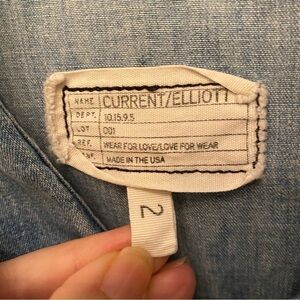 NAME CURRENT/ELLIOTT
DEPT. 10.15.9.5
LOT 001
REF. WEAR FOR LOVE/LOVE FOR WEAR
MADE IN THE USA
2